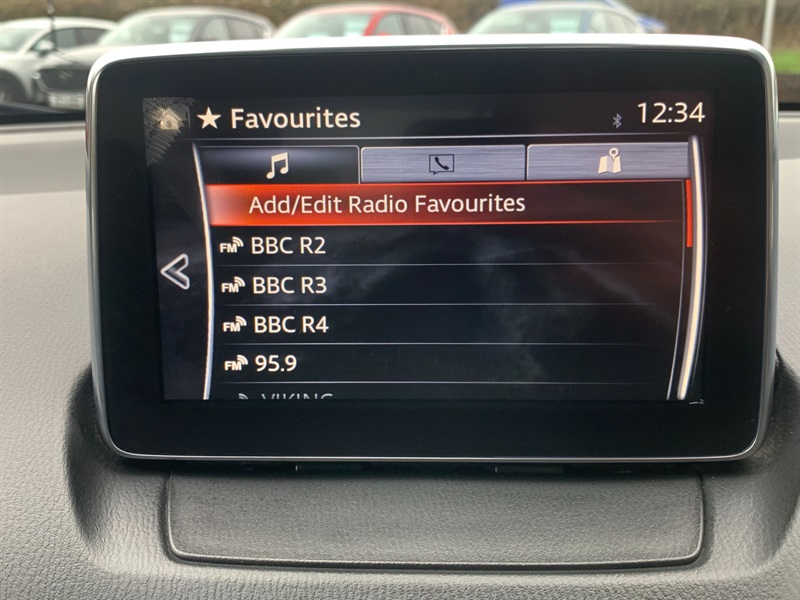 ★ Favourites 12:34
Add/Edit Radio Favourites
FM BBC R2
FM BBC R3
FM BBC R4
FM 95.9
VIKING